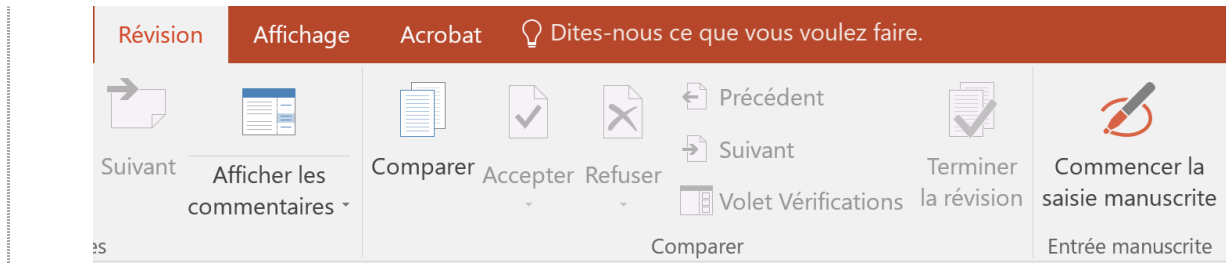 Révision Affichage Acrobat Dites-nous ce que vous voulez faire.
Suivant
Afficher les
commentaires
Comparer
Accepter
Refuser
Précédent
Suivant
Volet Vérifications
Terminer
la révision
Commencer la
saisie manuscrite
Comparer
Entrée manuscrite